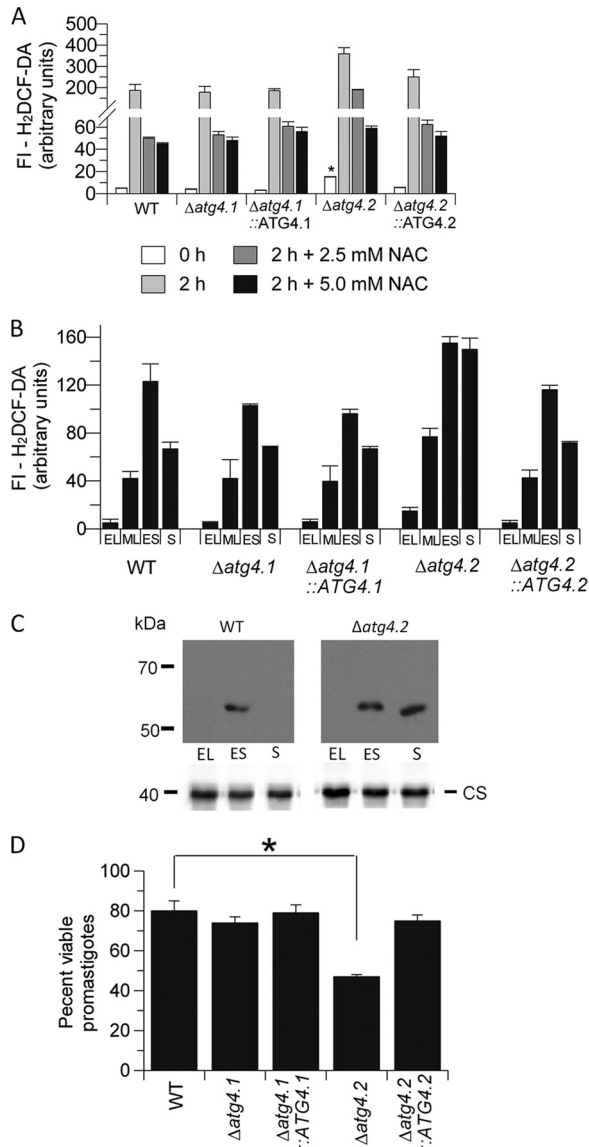 A
FI - H₂DCF-DA
(arbitrary units)
500
400
300
200
60
40
20
0
*
WT
Δatg4.1
Δatg4.1
::ATG4.1
Δatg4.2
Δatg4.2
::ATG4.2
0 h
2 h + 2.5 mM NAC
2 h
2 h + 5.0 mM NAC
B
FI - H₂DCF-DA
(arbitrary units)
160
120
80
40
0
EL ML ES S
EL ML ES S
EL ML ES S
EL ML ES S
EL ML ES S
WT
Δatg4.1
Δatg4.1
::ATG4.1
Δatg4.2
Δatg4.2
::ATG4.2
C
kDa
WT
Δatg4.2
70
50
EL ES S
EL ES S
40
CS
D
Pecent viable
promastigotes
100
80
60
40
20
0
*
WT
Δatg4.1
Δatg4.1
::ATG4.1
Δatg4.2
Δatg4.2
::ATG4.2